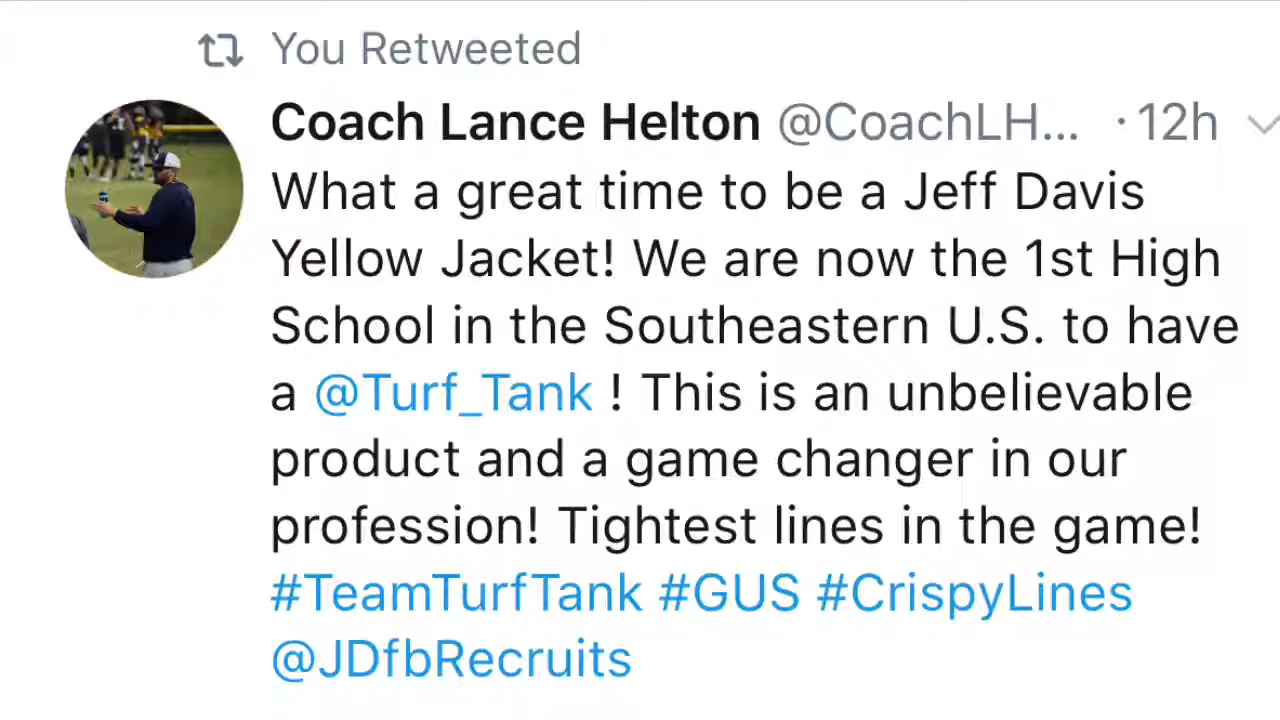 You Retweeted
Coach Lance Helton @CoachLH... · 12h
What a great time to be a Jeff Davis
Yellow Jacket! We are now the 1st High
School in the Southeastern U.S. to have
a @Turf_Tank ! This is an unbelievable
product and a game changer in our
profession! Tightest lines in the game!
#TeamTurfTank #GUS #CrispyLines
@JDfbRecruits